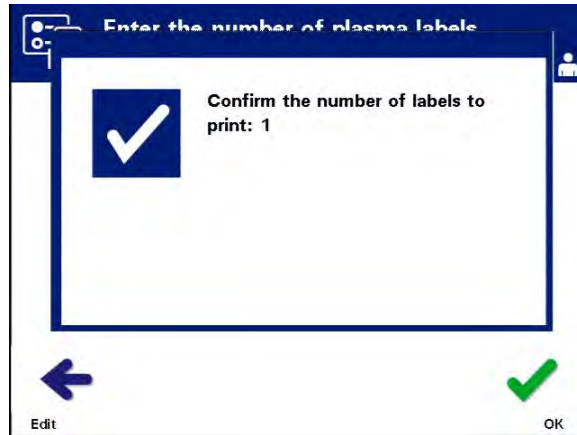 Enter the number of plasma labels
Confirm the number of labels to
print: 1
Edit
OK